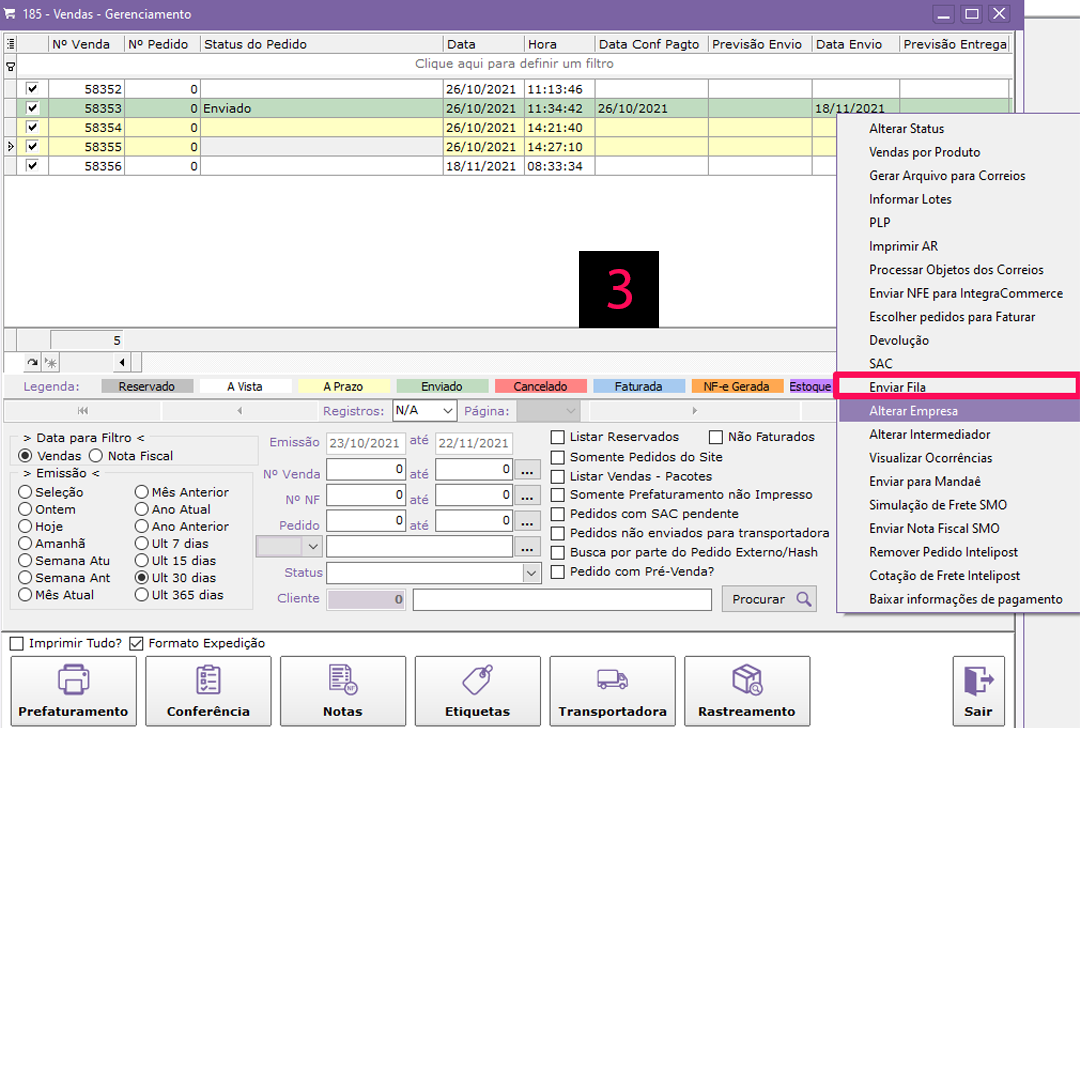 185 - Vendas - Gerenciamento
Nº Venda Nº Pedido Status do Pedido Data Hora Data Conf Pagto Previsão Envio Data Envio Previsão Entrega
Clique aqui para definir um filtro
58352 0 26/10/2021 11:13:46
58353 0 Enviado 26/10/2021 11:34:42 26/10/2021 18/11/2021
58354 0 26/10/2021 14:21:40
58355 0 26/10/2021 14:27:10
58356 0 18/11/2021 08:33:34
Alterar Status
Vendas por Produto
Gerar Arquivo para Correios
Informar Lotes
PLP
Imprimir AR
Processar Objetos dos Correios
Enviar NFE para IntegraCommerce
Escolher pedidos para Faturar
Devolução
SAC
Enviar Fila
Alterar Empresa
Alterar Intermediador
Visualizar Ocorrências
Enviar para Mandaê
Simulação de Frete SMO
Enviar Nota Fiscal SMO
Remover Pedido Intelipost
Cotação de Frete Intelipost
Baixar informações de pagamento
3
5
Legenda: Reservado A Vista A Prazo Enviado Cancelado Faturada NF-e Gerada Estoque
Registros: N/A Página:
> Data para Filtro <
Vendas Nota Fiscal
> Emissão <
Seleção Mês Anterior
Ontem Ano Atual
Hoje Ano Anterior
Amanhã Ult 7 dias
Semana Atu Ult 15 dias
Semana Ant Ult 30 dias
Mês Atual Ult 365 dias
Emissão 23/10/2021 até 22/11/2021
Nº Venda 0 até 0 ...
Nº NF 0 até 0 ...
Pedido 0 até 0 ...
...
Status
Cliente 0 Procurar
Listar Reservados Não Faturados
Somente Pedidos do Site
Listar Vendas - Pacotes
Somente Prefaturamento não Impresso
Pedidos com SAC pendente
Pedidos não enviados para transportadora
Busca por parte do Pedido Externo/Hash
Pedido com Pré-Venda?
Imprimir Tudo? Formato Expedição
Prefaturamento Conferência Notas Etiquetas Transportadora Rastreamento Sair